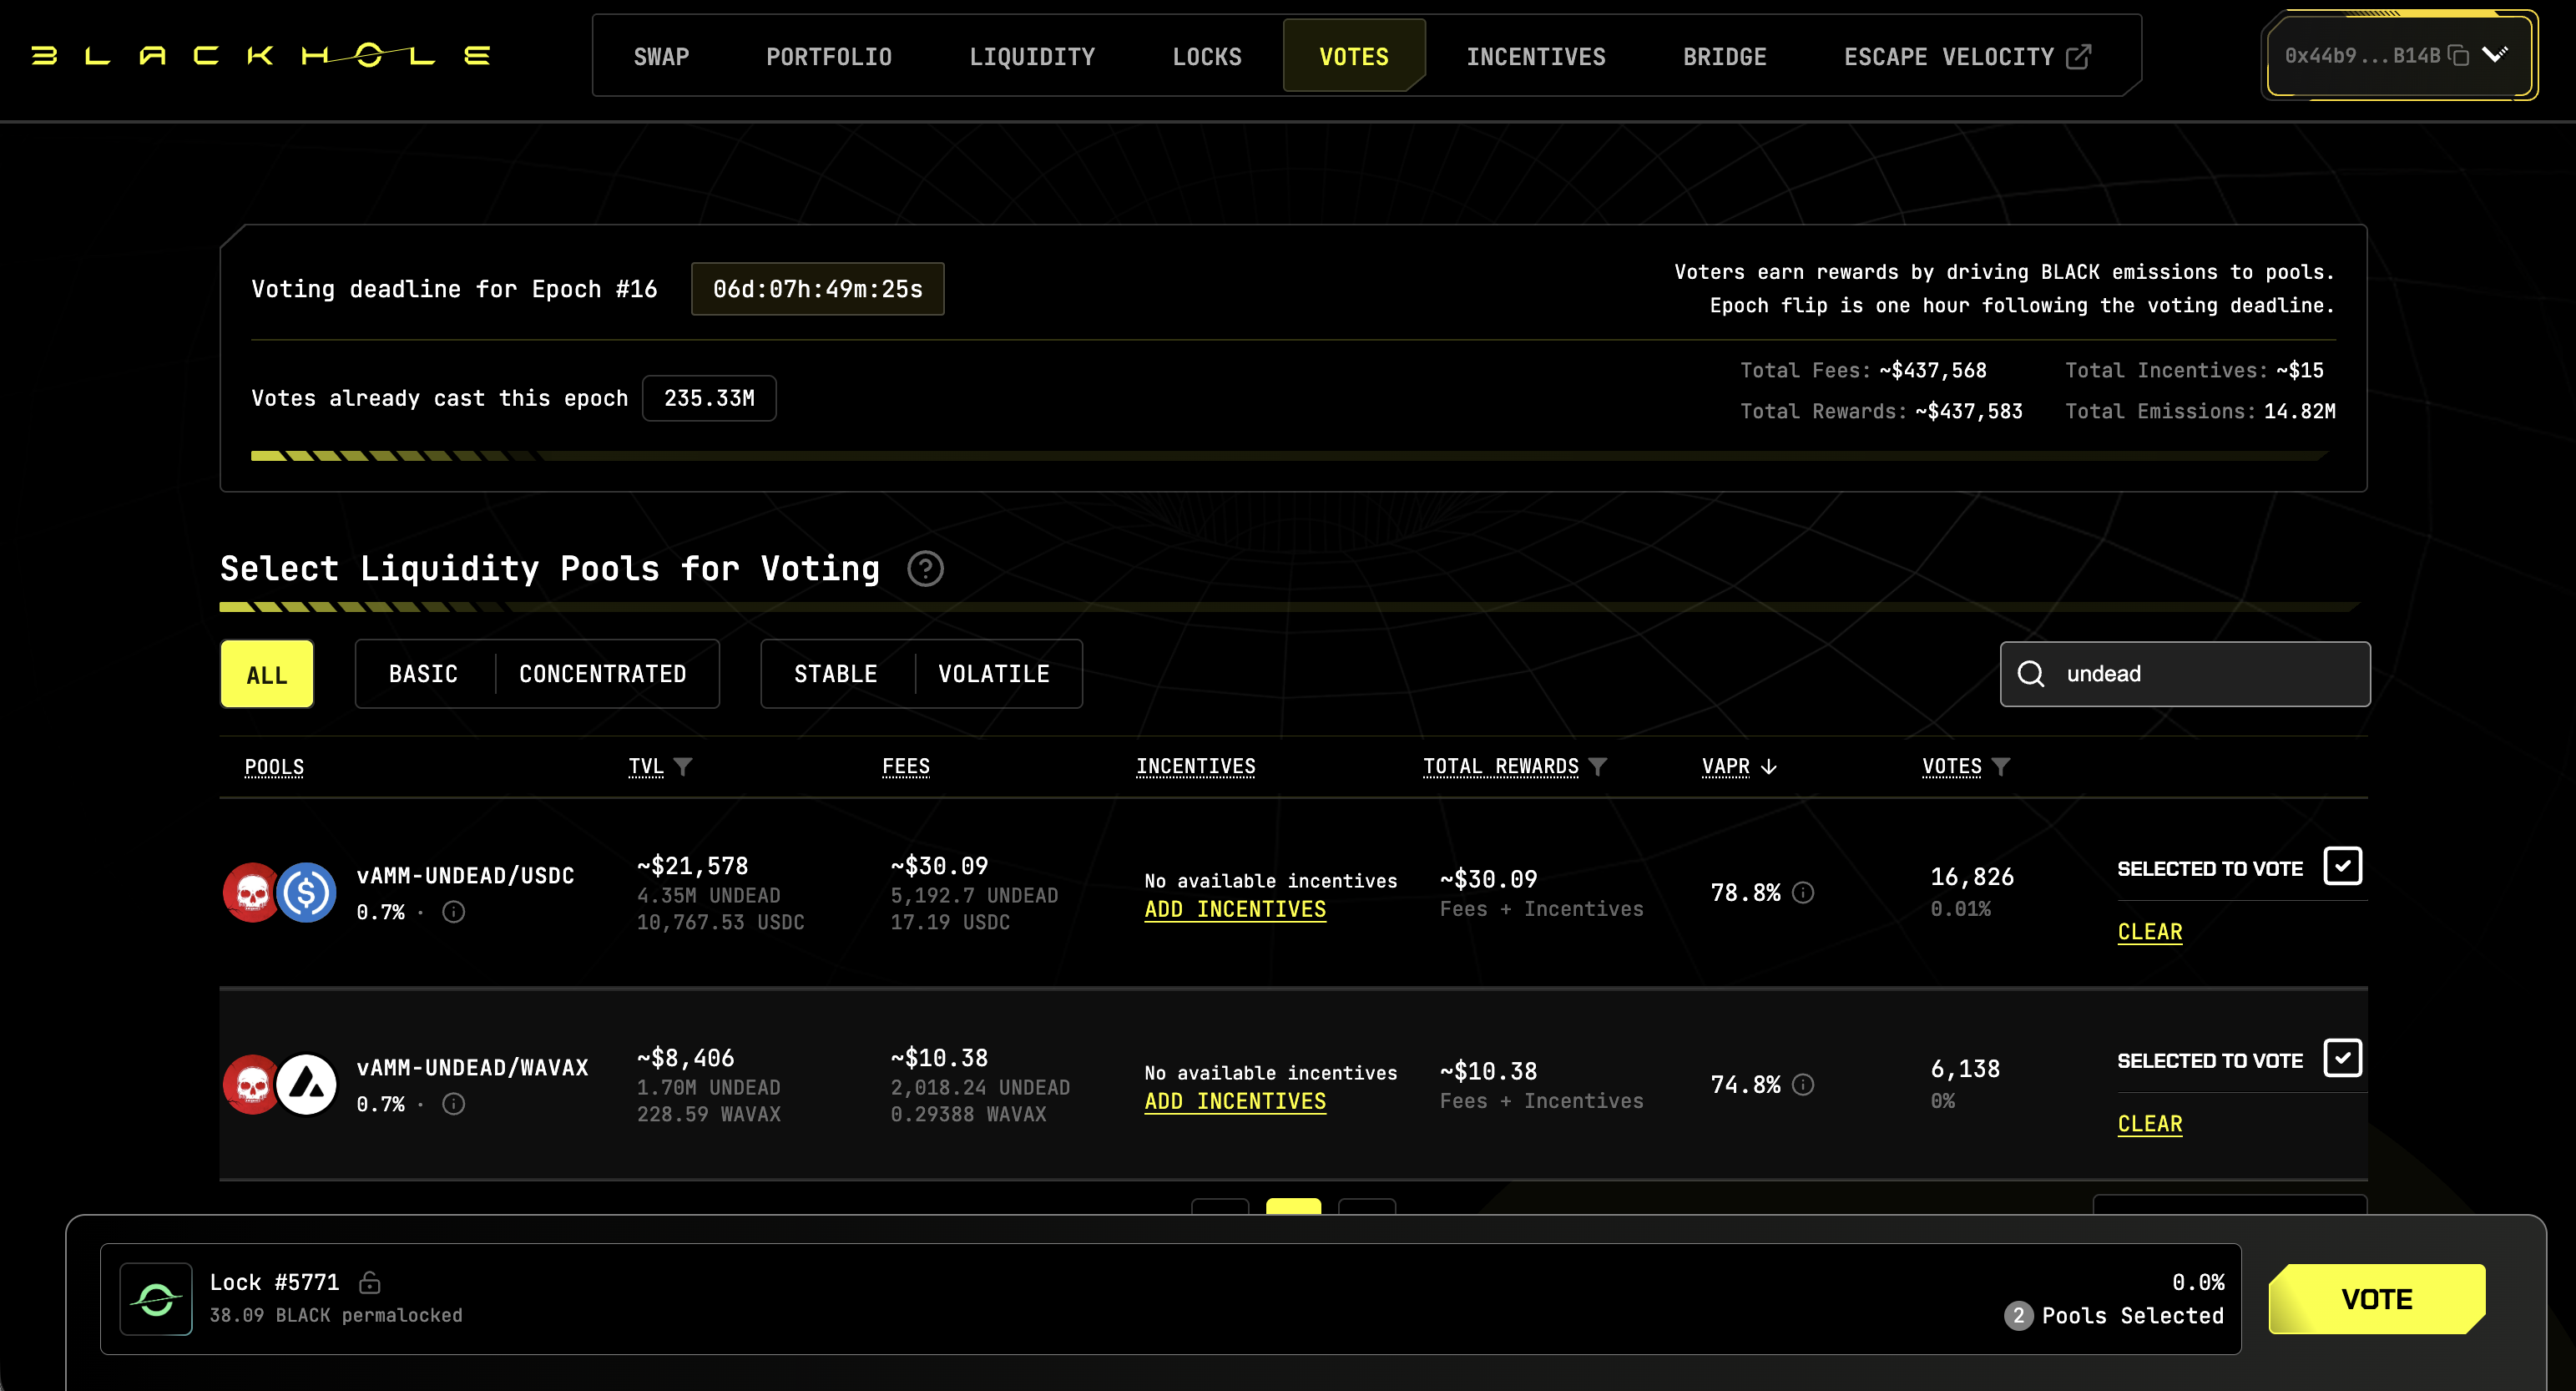 BLACKHOLE
SWAP PORTFOLIO LIQUIDITY LOCKS VOTES INCENTIVES BRIDGE ESCAPE VELOCITY
0x44b9...B14B
Voting deadline for Epoch #16 06d:07h:49m:25s
Voters earn rewards by driving BLACK emissions to pools.
Epoch flip is one hour following the voting deadline.
Votes already cast this epoch 235.33M
Total Fees: ~$437,568 Total Incentives: ~$15
Total Rewards: ~$437,583 Total Emissions: 14.82M
Select Liquidity Pools for Voting ?
ALL BASIC CONCENTRATED STABLE VOLATILE undead
POOLS TVL FEES INCENTIVES TOTAL REWARDS VAPR ↓ VOTES
vAMM-UNDEAD/USDC
0.7% ·
~$21,578
4.35M UNDEAD
10,767.53 USDC
~$30.09
5,192.7 UNDEAD
17.19 USDC
No available incentives
ADD INCENTIVES
~$30.09
Fees + Incentives
78.8%
16,826
0.01%
SELECTED TO VOTE
CLEAR
vAMM-UNDEAD/WAVAX
0.7% ·
~$8,406
1.70M UNDEAD
228.59 WAVAX
~$10.38
2,018.24 UNDEAD
0.29388 WAVAX
No available incentives
ADD INCENTIVES
~$10.38
Fees + Incentives
74.8%
6,138
0%
SELECTED TO VOTE
CLEAR
Lock #5771
38.09 BLACK permalocked
0.0%
2 Pools Selected
VOTE